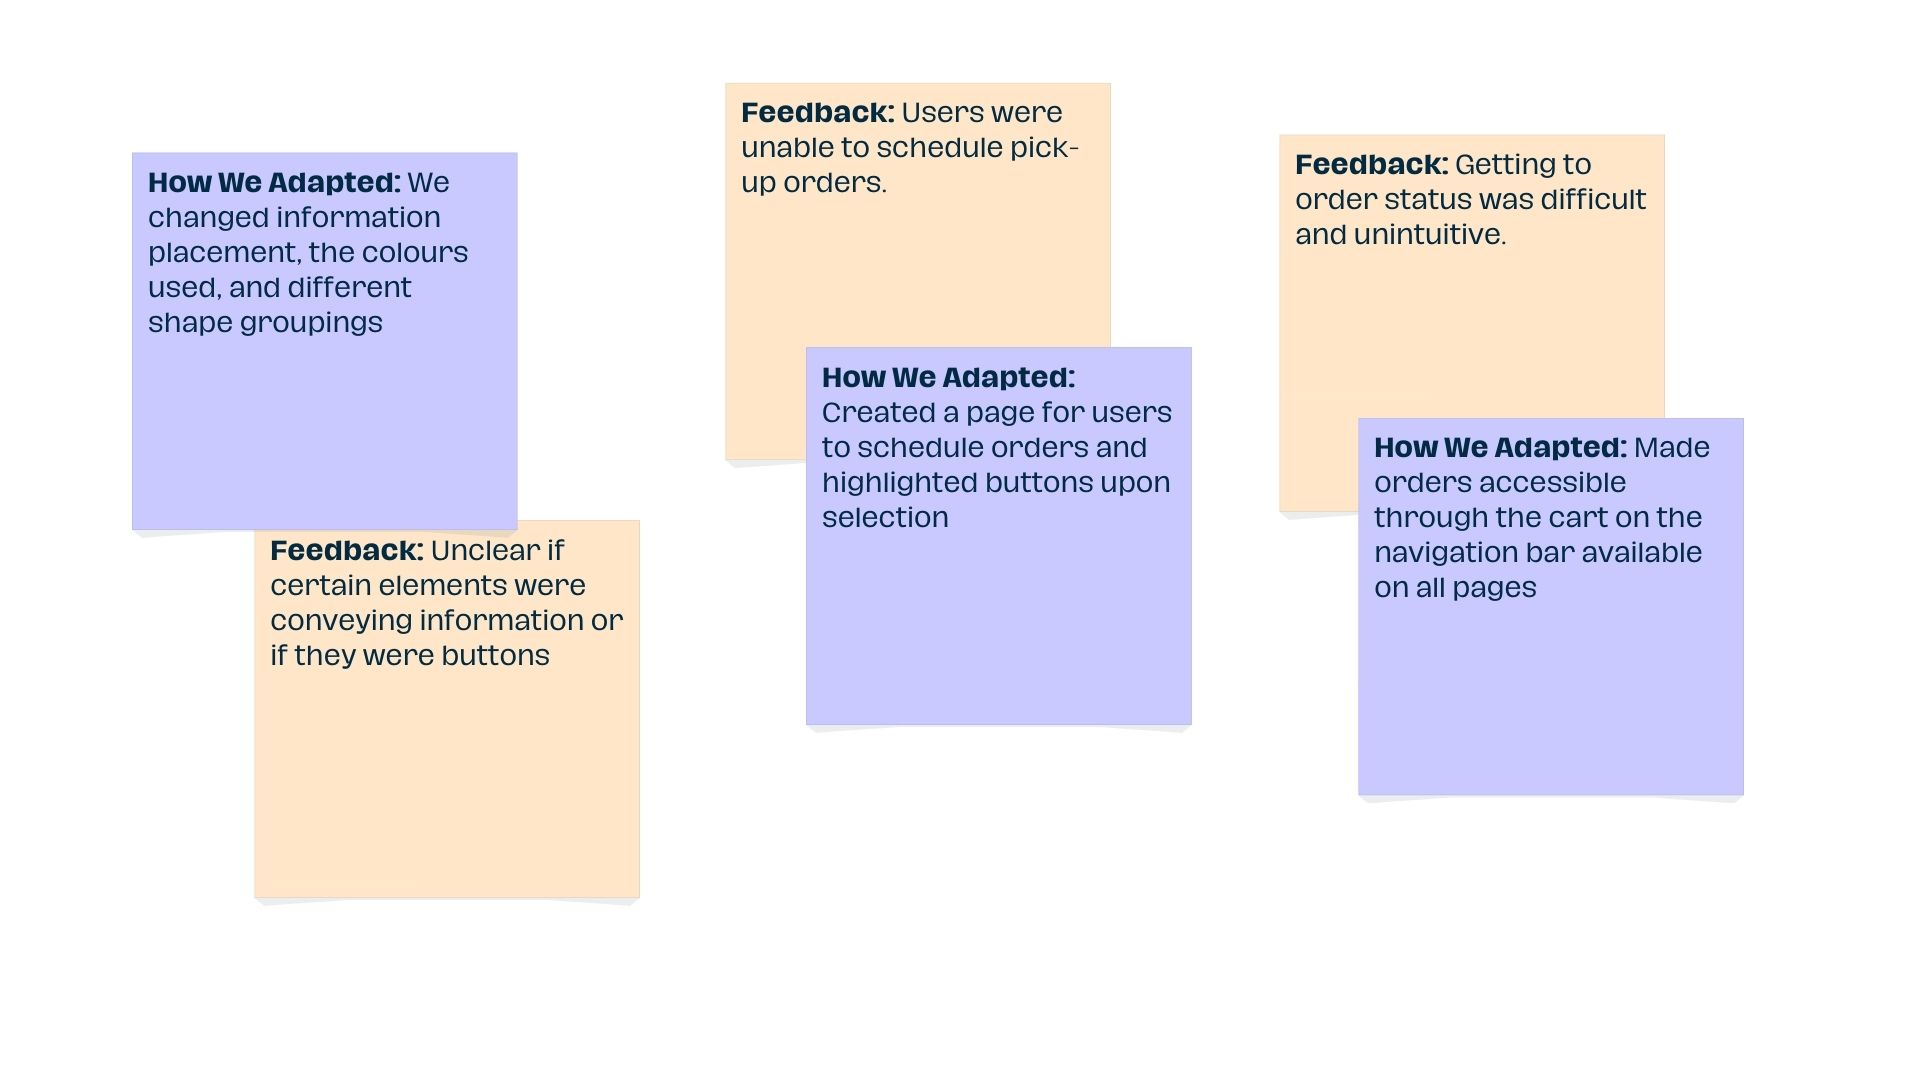 How We Adapted: We
changed information
placement, the colours
used, and different
shape groupings
Feedback: Unclear if
certain elements were
conveying information or
if they were buttons
Feedback: Users were
unable to schedule pick-
up orders.
How We Adapted:
Created a page for users
to schedule orders and
highlighted buttons upon
selection
Feedback: Getting to
order status was difficult
and unintuitive.
How We Adapted: Made
orders accessible
through the cart on the
navigation bar available
on all pages